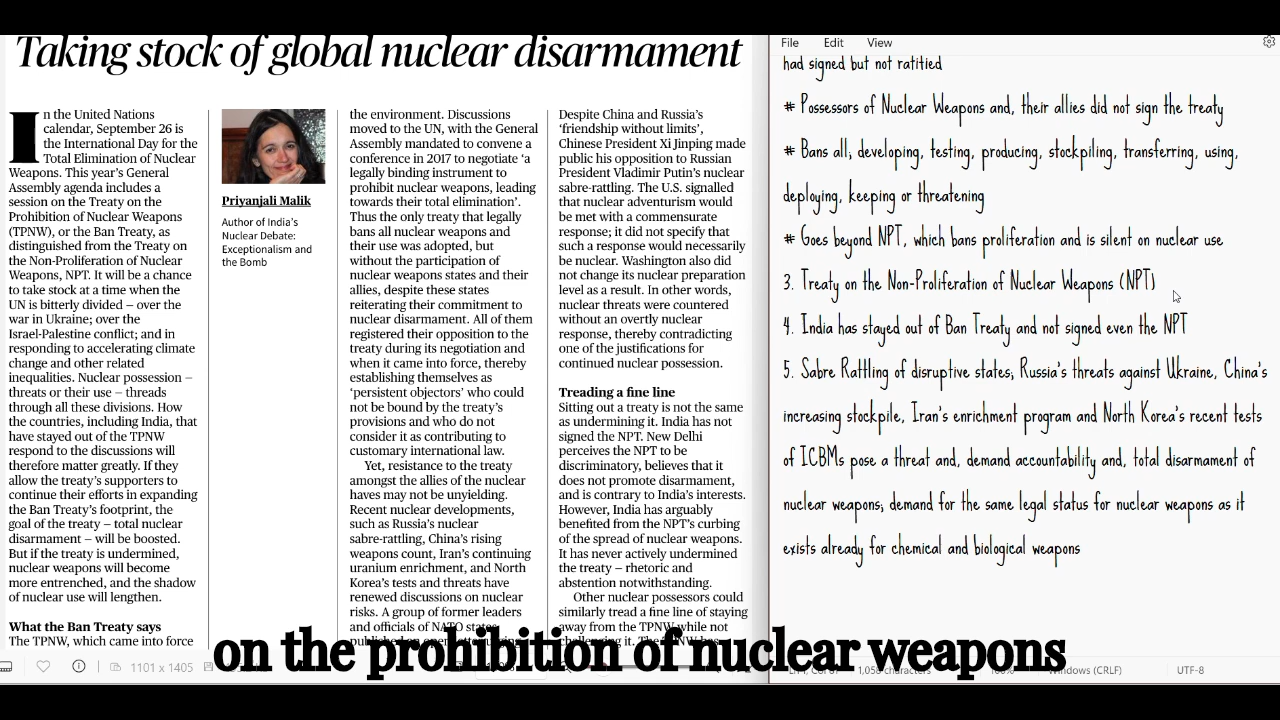 Taking stock of global nuclear disarmament
In the United Nations
calendar, September 26 is
the International Day for the
Total Elimination of Nuclear
Weapons. This year's General
Assembly agenda includes a
session on the Treaty on the
Prohibition of Nuclear Weapons
(TPNW), or the Ban Treaty, as
distinguished from the Treaty on
the Non-Proliferation of Nuclear
Weapons, NPT. It will be a chance
to take stock at a time when the
UN is bitterly divided — over the
war in Ukraine; over the
Israel-Palestine conflict; and in
responding to accelerating climate
change and other related
inequalities. Nuclear possession —
threats or their use — threads
through all these divisions. How
the countries, including India, that
have stayed out of the TPNW
respond to the discussions will
therefore matter greatly. If they
allow the treaty's supporters to
continue their efforts in expanding
the Ban Treaty's footprint, the
goal of the treaty — total nuclear
disarmament — will be boosted.
But if the treaty is undermined,
nuclear weapons will become
more entrenched, and the shadow
of nuclear use will lengthen.
What the Ban Treaty says
The TPNW, which came into force
Priyanjali Malik
Author of India's
Nuclear Debate:
Exceptionalism and
the Bomb
the environment. Discussions
moved to the UN, with the General
Assembly mandated to convene a
conference in 2017 to negotiate 'a
legally binding instrument to
prohibit nuclear weapons, leading
towards their total elimination'.
Thus the only treaty that legally
bans all nuclear weapons and
their use was adopted, but
without the participation of
nuclear weapons states and their
allies, despite these states
reiterating their commitment to
nuclear disarmament. All of them
registered their opposition to the
treaty during its negotiation and
when it came into force, thereby
establishing themselves as
'persistent objectors' who could
not be bound by the treaty's
provisions and who do not
consider it as contributing to
customary international law.
Yet, resistance to the treaty
amongst the allies of the nuclear
haves may not be unyielding.
Recent nuclear developments,
such as Russia's nuclear
sabre-rattling, China's rising
weapons count, Iran's continuing
uranium enrichment, and North
Korea's tests and threats have
renewed discussions on nuclear
risks. A group of former leaders
and officials of NATO states
Despite China and Russia's
'friendship without limits',
Chinese President Xi Jinping made
public his opposition to Russian
President Vladimir Putin's nuclear
sabre-rattling. The U.S. signalled
that nuclear adventurism would
be met with a commensurate
response; it did not specify that
such a response would necessarily
be nuclear. Washington also did
not change its nuclear preparation
level as a result. In other words,
nuclear threats were countered
without an overtly nuclear
response, thereby contradicting
one of the justifications for
continued nuclear possession.
Treading a fine line
Sitting out a treaty is not the same
as undermining it. India has not
signed the NPT. New Delhi
perceives the NPT to be
discriminatory, believes that it
does not promote disarmament,
and is contrary to India's interests.
However, India has arguably
benefited from the NPT's curbing
of the spread of nuclear weapons.
It has never actively undermined
the treaty — rhetoric and
abstention notwithstanding.
Other nuclear possessors could
similarly tread a fine line of staying
away from the TPNW while not
File Edit View
had signed but not ratitied
# Possessors of Nuclear Weapons and, their allies did not sign the treaty
# Bans all; developing, testing, producing, stockpiling, transferring, using,
deploying, keeping or threatening
# Goes beyond NPT, which bans proliferation and is silent on nuclear use
3. Treaty on the Non-Proliferation of Nuclear Weapons (NPT)
4. India has stayed out of Ban Treaty and not signed even the NPT
5. Sabre Rattling of disruptive states; Russia's threats against Ukraine, China's
increasing stockpile, Iran's enrichment program and North Korea's recent tests
of ICBMs pose a threat and, demand accountability and, total disarmament of
nuclear weapons; demand for the same legal status for nuclear weapons as it
exists already for chemical and biological weapons
on the prohibition of nuclear weapons
1101 x 1405
Windows (CRLF)
UTF-8